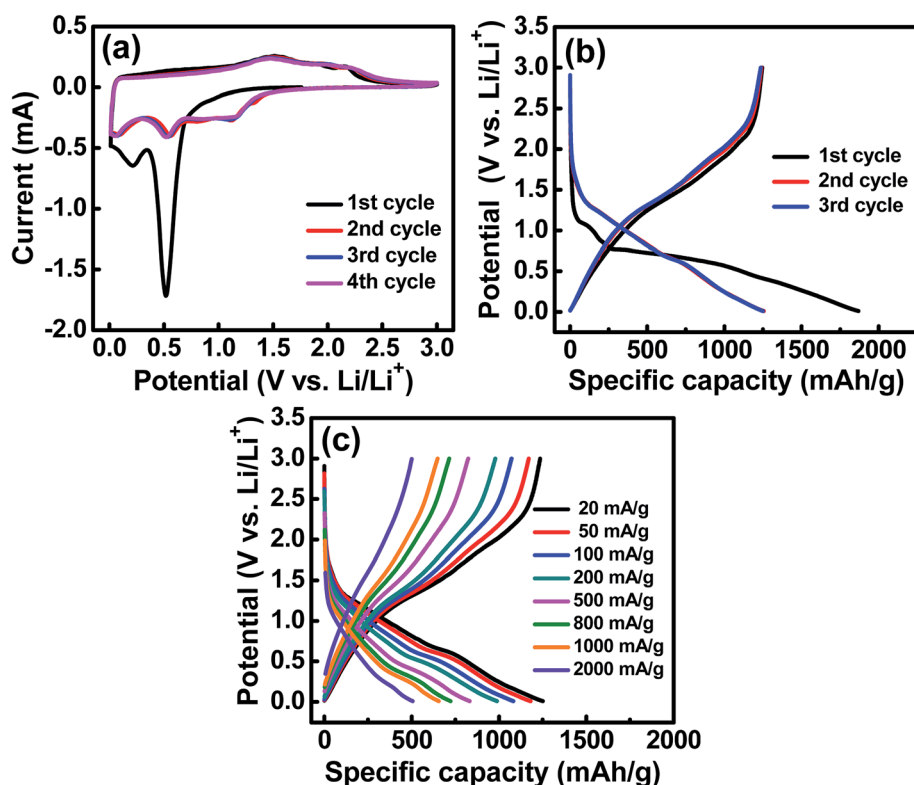 (a)
0.5
0.0
-0.5
-1.0
-1.5
-2.0
Current (mA)
1st cycle
2nd cycle
3rd cycle
4th cycle
0.0 0.5 1.0 1.5 2.0 2.5 3.0
Potential (V vs. Li/Li⁺)
(b)
3.5
3.0
2.5
2.0
1.5
1.0
0.5
0.0
Potential (V vs. Li/Li⁺)
1st cycle
2nd cycle
3rd cycle
0 500 1000 1500 2000
Specific capacity (mAh/g)
(c)
3.5
3.0
2.5
2.0
1.5
1.0
0.5
0.0
Potential (V vs. Li/Li⁺)
20 mA/g
50 mA/g
100 mA/g
200 mA/g
500 mA/g
800 mA/g
1000 mA/g
2000 mA/g
0 500 1000 1500 2000
Specific capacity (mAh/g)